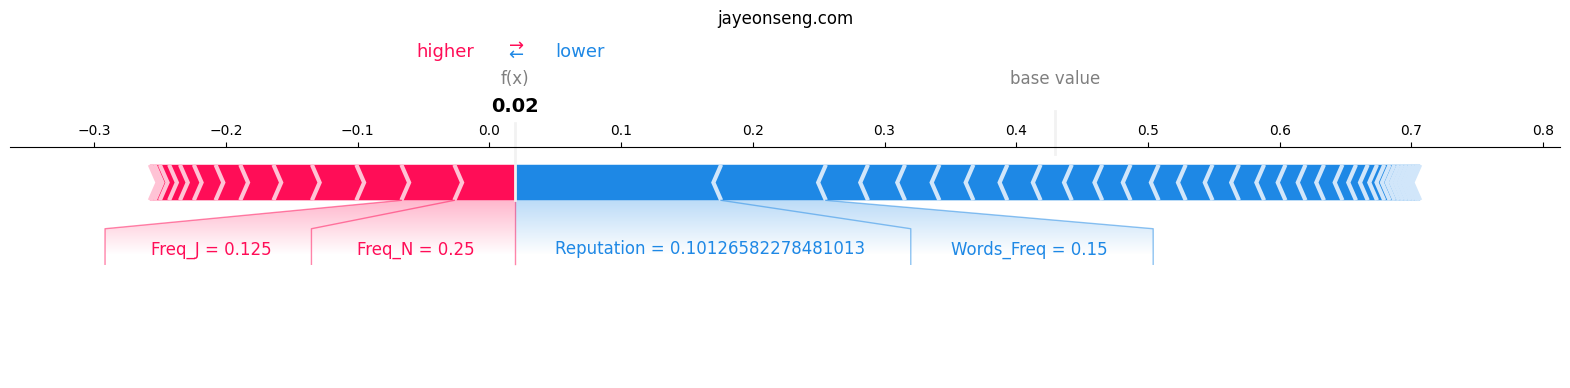 jayeonseng.com
higher → lower
←
f(x) base value
0.02
−0.3 −0.2 −0.1 0.0 0.1 0.2 0.3 0.4 0.5 0.6 0.7 0.8
Freq_J = 0.125 Freq_N = 0.25 Reputation = 0.10126582278481013 Words_Freq = 0.15